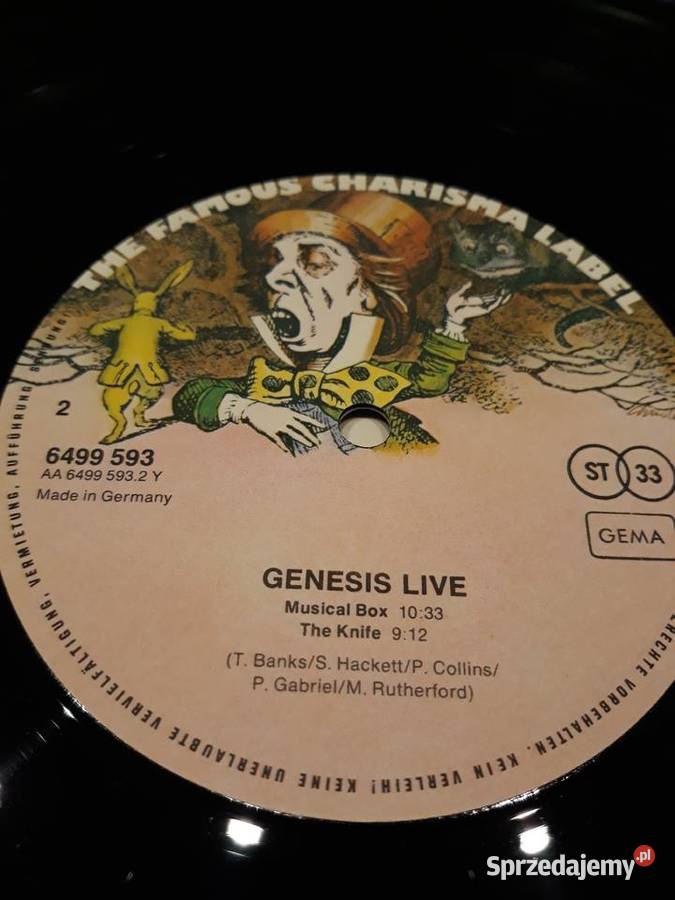 THE FAMOUS CHARISMA LABEL
2
6499 593
AA 6499 593.2 Y
Made in Germany
ST 33
GEMA
GENESIS LIVE
Musical Box 10:33
The Knife 9:12
(T. Banks/S. Hackett/P. Collins/
P. Gabriel/M. Rutherford)
VORBEHALTEN. KEIN VERLEIH! KEINE UNERLAUBTE VERVIELFÄLTIGUNG, VERMIETUNG, AUFFÜHRUNG
Sprzedajemy.pl